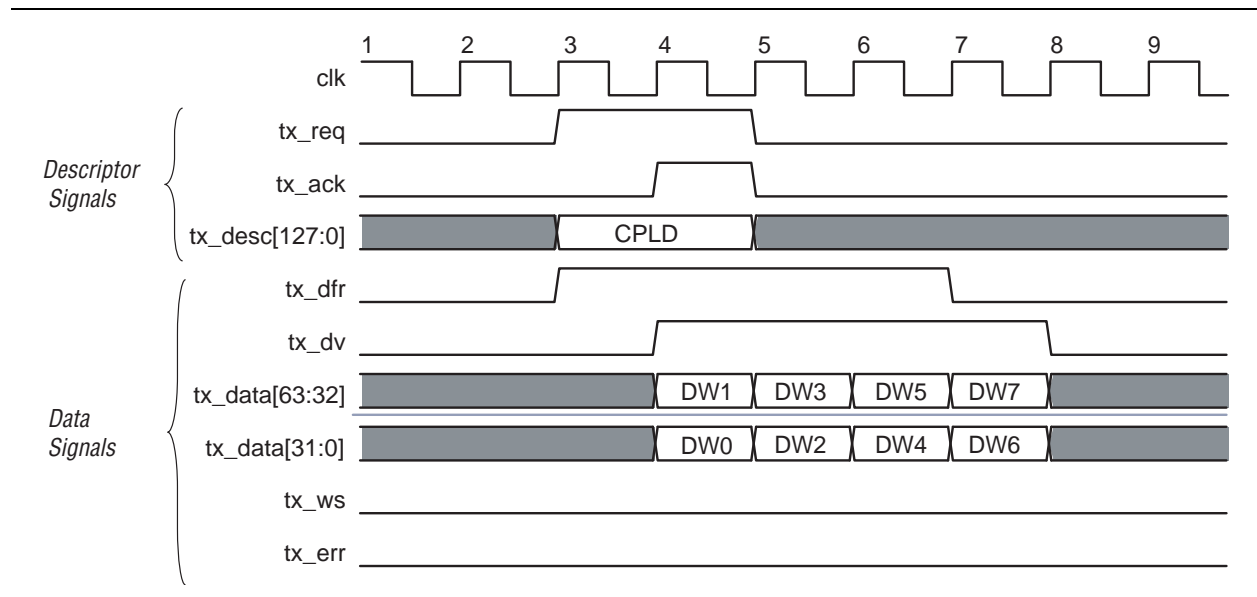 1 2 3 4 5 6 7 8 9
clk
tx_req
Descriptor
Signals
tx_ack
tx_desc[127:0] CPLD
tx_dfr
tx_dv
tx_data[63:32] DW1 DW3 DW5 DW7
Data
Signals
tx_data[31:0] DW0 DW2 DW4 DW6
tx_ws
tx_err